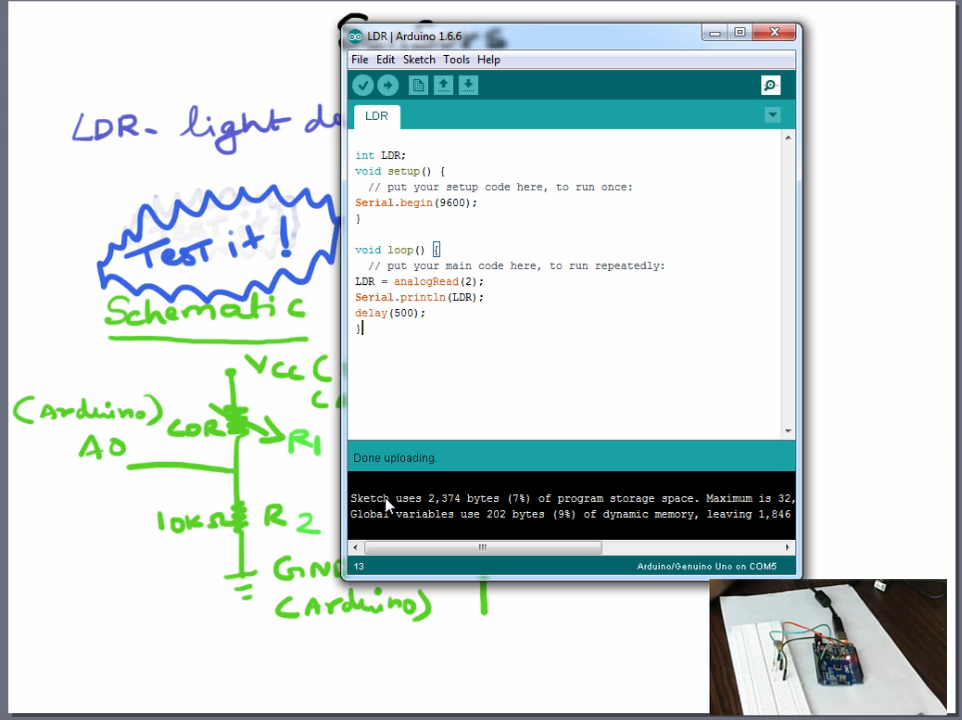 LDR | Arduino 1.6.6
File Edit Sketch Tools Help
LDR
int LDR;
void setup() {
// put your setup code here, to run once:
Serial.begin(9600);
}
void loop() {
// put your main code here, to run repeatedly:
LDR = analogRead(2);
Serial.println(LDR);
delay(500);
}
Done uploading.
Sketch uses 2,374 bytes (7%) of program storage space. Maximum is 32,
Global variables use 202 bytes (9%) of dynamic memory, leaving 1,846
13 Arduino/Genuino Uno on COM5
LDR- light de
Test it!
Schematic
Vcc (
(Arduino)
LDR R1
A0
10KΩ R2
GND
(Arduino)